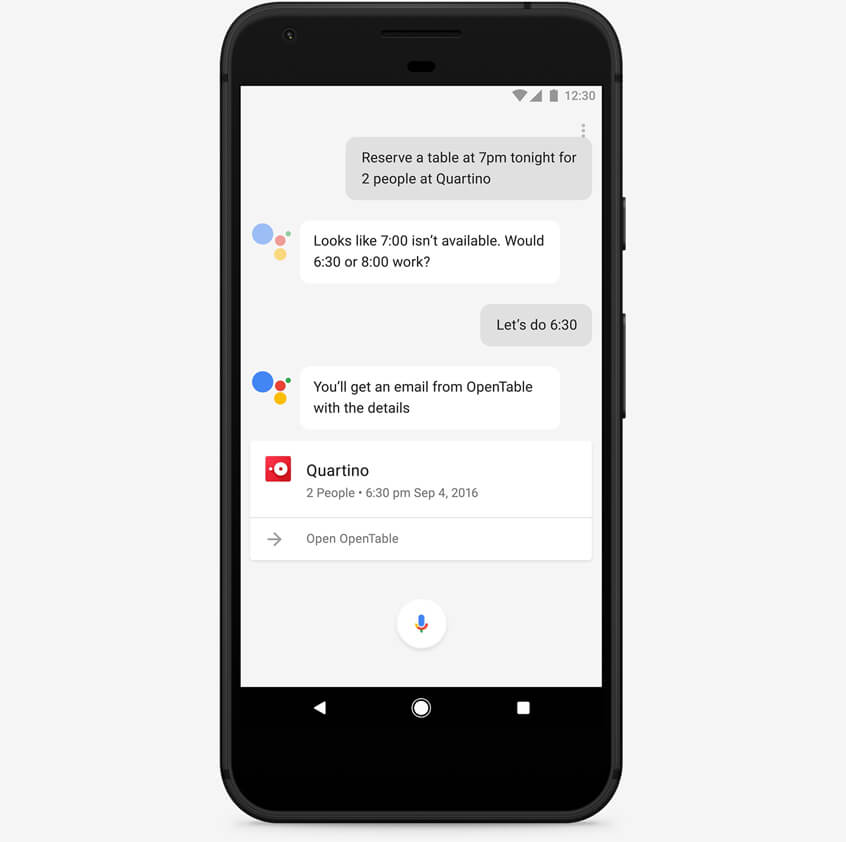 12:30
Reserve a table at 7pm tonight for
2 people at Quartino
Looks like 7:00 isn’t available. Would
6:30 or 8:00 work?
Let’s do 6:30
You’ll get an email from OpenTable
with the details
Quartino
2 People • 6:30 pm Sep 4, 2016
Open OpenTable